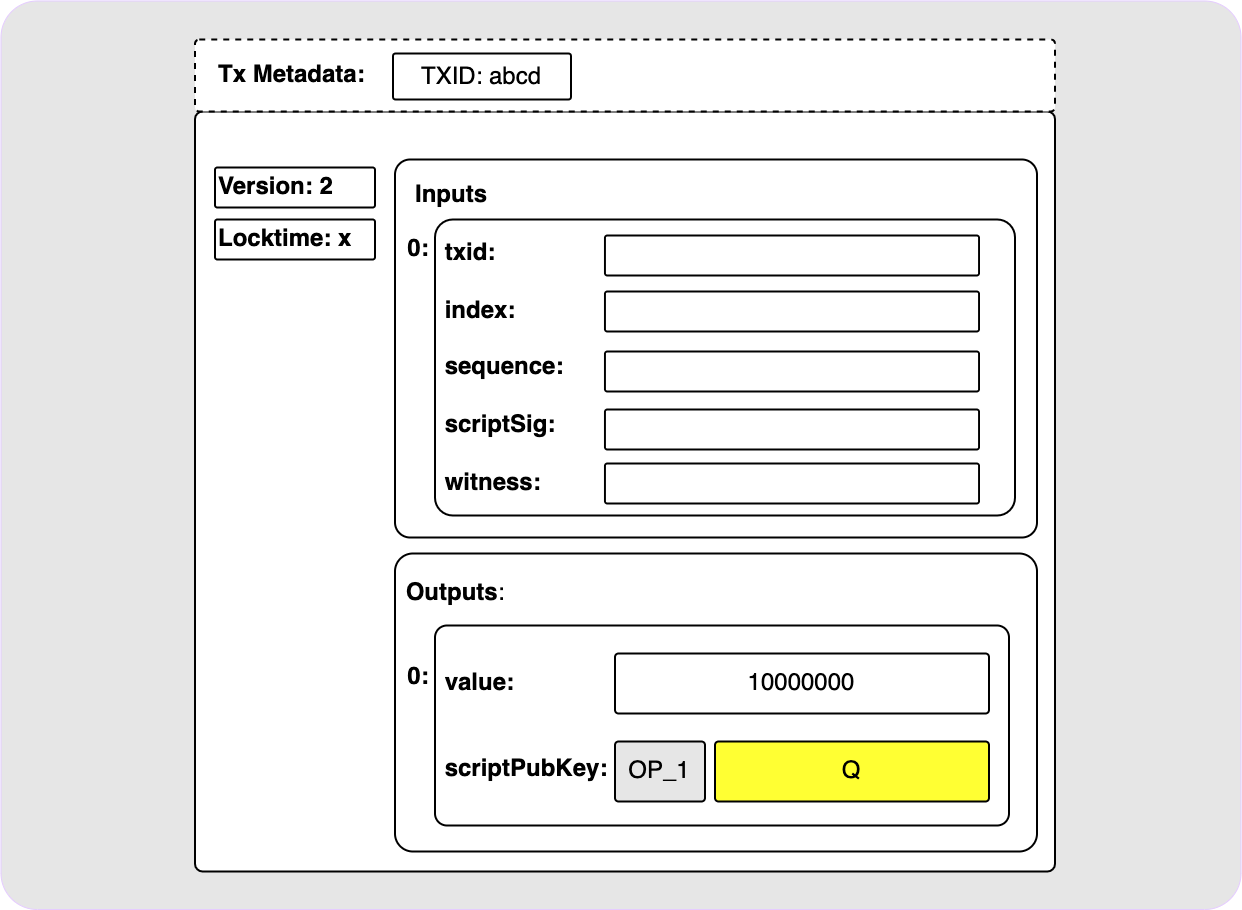 Tx Metadata: TXID: abcd
Version: 2
Locktime: x
Inputs
0: txid:
index:
sequence:
scriptSig:
witness:
Outputs:
0: value: 10000000
scriptPubKey: OP_1 Q